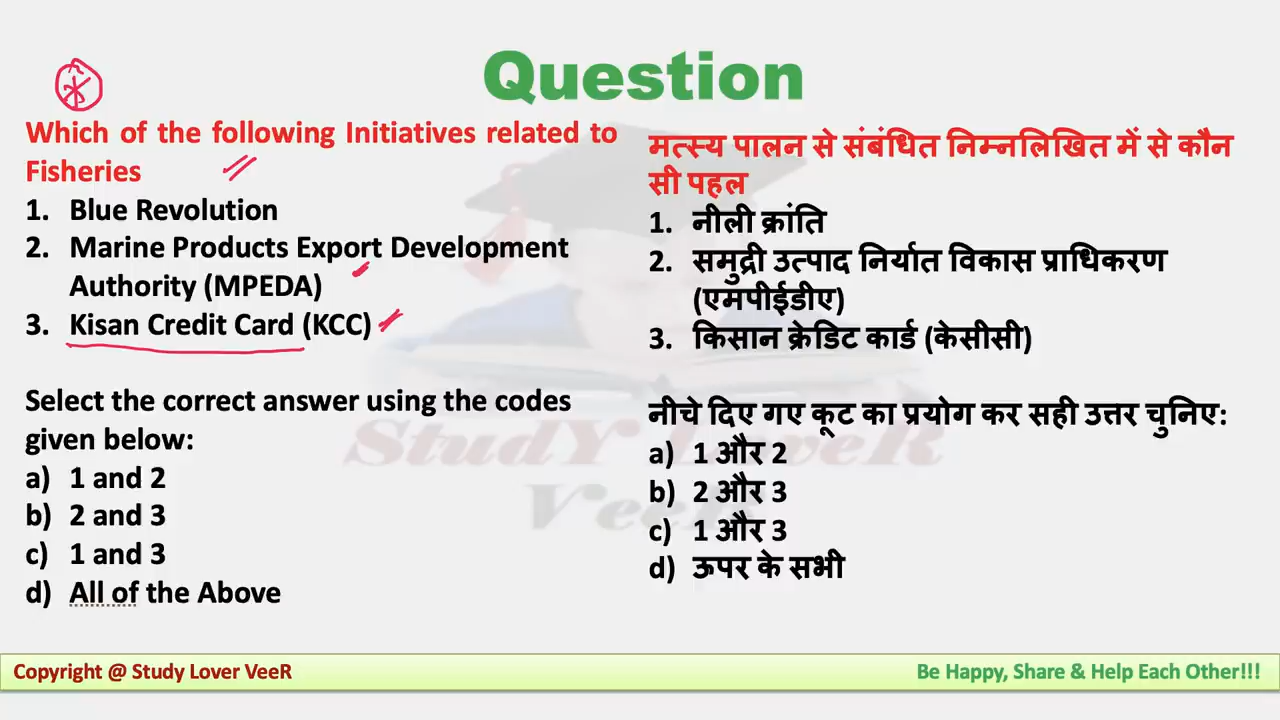 Question
Which of the following Initiatives related to
Fisheries
1. Blue Revolution
2. Marine Products Export Development
Authority (MPEDA)
3. Kisan Credit Card (KCC)
Select the correct answer using the codes
given below:
a) 1 and 2
b) 2 and 3
c) 1 and 3
d) All of the Above
मत्स्य पालन से संबंधित निम्नलिखित में से कौन
सी पहल
1. नीली क्रांति
2. समुद्री उत्पाद निर्यात विकास प्राधिकरण
(एमपीईडीए)
3. किसान क्रेडिट कार्ड (केसीसी)
नीचे दिए गए कूट का प्रयोग कर सही उत्तर चुनिए:
a) 1 और 2
b) 2 और 3
c) 1 और 3
d) ऊपर के सभी
StudY LoveR
VeeR
Copyright @ Study Lover VeeR
Be Happy, Share & Help Each Other!!!